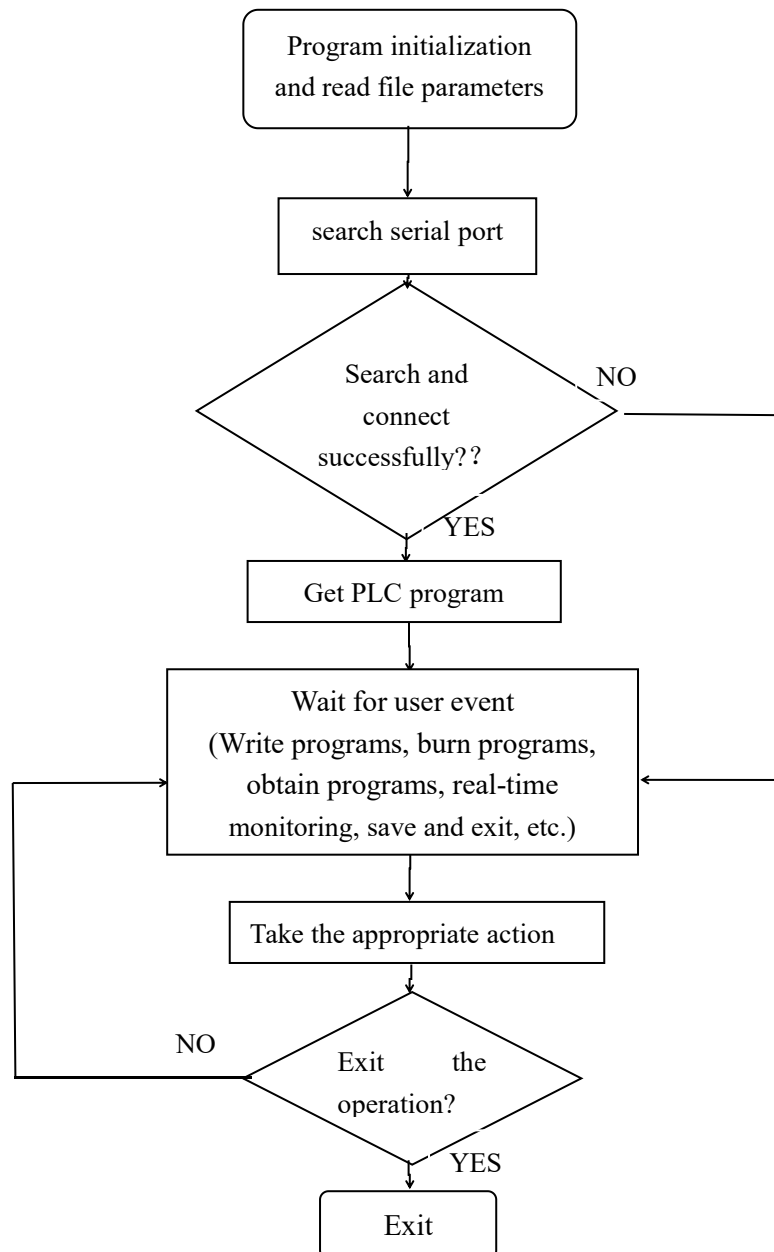 Program initialization
and read file parameters
search serial port
Search and
connect
successfully??
NO
YES
Get PLC program
Wait for user event
(Write programs, burn programs,
obtain programs, real-time
monitoring, save and exit, etc.)
Take the appropriate action
NO
Exit the
operation?
YES
Exit